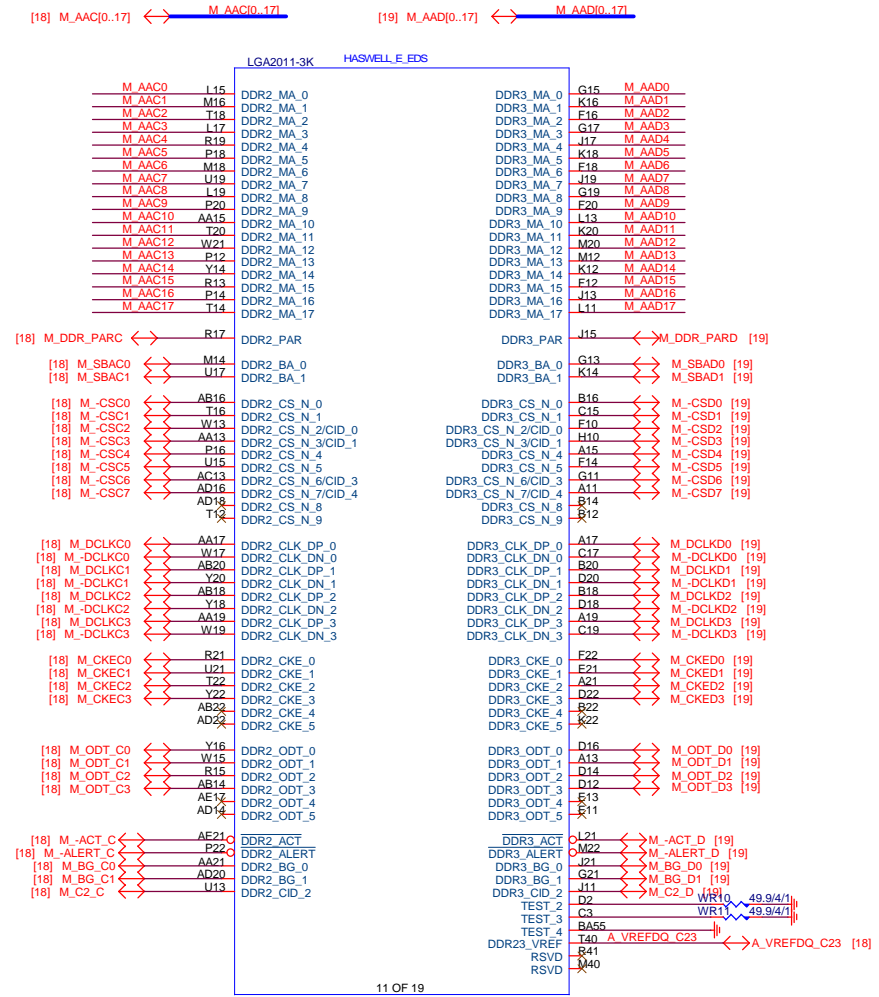 [18] M_AAC[0..17] M_AAC[0..17] [19] M_AAD[0..17] M_AAD[0..17]
LGA2011-3K HASWELL_E_EDS
M_AAC0 L15 DDR2_MA_0 DDR3_MA_0 G15 M_AAD0
M_AAC1 M16 DDR2_MA_1 DDR3_MA_1 K16 M_AAD1
M_AAC2 T18 DDR2_MA_2 DDR3_MA_2 F16 M_AAD2
M_AAC3 L17 DDR2_MA_3 DDR3_MA_3 G17 M_AAD3
M_AAC4 R19 DDR2_MA_4 DDR3_MA_4 J17 M_AAD4
M_AAC5 P18 DDR2_MA_5 DDR3_MA_5 K18 M_AAD5
M_AAC6 M18 DDR2_MA_6 DDR3_MA_6 F18 M_AAD6
M_AAC7 U19 DDR2_MA_7 DDR3_MA_7 J19 M_AAD7
M_AAC8 L19 DDR2_MA_8 DDR3_MA_8 G19 M_AAD8
M_AAC9 P20 DDR2_MA_9 DDR3_MA_9 F20 M_AAD9
M_AAC10 AA15 DDR2_MA_10 DDR3_MA_10 L13 M_AAD10
M_AAC11 T20 DDR2_MA_11 DDR3_MA_11 K20 M_AAD11
M_AAC12 W21 DDR2_MA_12 DDR3_MA_12 M20 M_AAD12
M_AAC13 P12 DDR2_MA_13 DDR3_MA_13 M12 M_AAD13
M_AAC14 Y14 DDR2_MA_14 DDR3_MA_14 K12 M_AAD14
M_AAC15 R13 DDR2_MA_15 DDR3_MA_15 F12 M_AAD15
M_AAC16 P14 DDR2_MA_16 DDR3_MA_16 J13 M_AAD16
M_AAC17 T14 DDR2_MA_17 DDR3_MA_17 L11 M_AAD17
[18] M_DDR_PARC R17 DDR2_PAR DDR3_PAR J15 M_DDR_PARD [19]
[18] M_SBAC0 M14 DDR2_BA_0 DDR3_BA_0 G13 M_SBAD0 [19]
[18] M_SBAC1 U17 DDR2_BA_1 DDR3_BA_1 K14 M_SBAD1 [19]
[18] M_-CSC0 AB16 DDR2_CS_N_0 DDR3_CS_N_0 B16 M_-CSD0 [19]
[18] M_-CSC1 T16 DDR2_CS_N_1 DDR3_CS_N_1 C15 M_-CSD1 [19]
[18] M_-CSC2 W13 DDR2_CS_N_2/CID_0 DDR3_CS_N_2/CID_0 F10 M_-CSD2 [19]
[18] M_-CSC3 AA13 DDR2_CS_N_3/CID_1 DDR3_CS_N_3/CID_1 H10 M_-CSD3 [19]
[18] M_-CSC4 P16 DDR2_CS_N_4 DDR3_CS_N_4 A15 M_-CSD4 [19]
[18] M_-CSC5 U15 DDR2_CS_N_5 DDR3_CS_N_5 F14 M_-CSD5 [19]
[18] M_-CSC6 AC13 DDR2_CS_N_6/CID_3 DDR3_CS_N_6/CID_3 G11 M_-CSD6 [19]
[18] M_-CSC7 AD16 DDR2_CS_N_7/CID_4 DDR3_CS_N_7/CID_4 A11 M_-CSD7 [19]
AD18 DDR2_CS_N_8 DDR3_CS_N_8 B14
T12 DDR2_CS_N_9 DDR3_CS_N_9 B12
[18] M_DCLKC0 AA17 DDR2_CLK_DP_0 DDR3_CLK_DP_0 A17 M_DCLKD0 [19]
[18] M_-DCLKC0 W17 DDR2_CLK_DN_0 DDR3_CLK_DN_0 C17 M_-DCLKD0 [19]
[18] M_DCLKC1 AB20 DDR2_CLK_DP_1 DDR3_CLK_DP_1 B20 M_DCLKD1 [19]
[18] M_-DCLKC1 Y20 DDR2_CLK_DN_1 DDR3_CLK_DN_1 D20 M_-DCLKD1 [19]
[18] M_DCLKC2 AB18 DDR2_CLK_DP_2 DDR3_CLK_DP_2 B18 M_DCLKD2 [19]
[18] M_-DCLKC2 Y18 DDR2_CLK_DN_2 DDR3_CLK_DN_2 D18 M_-DCLKD2 [19]
[18] M_DCLKC3 AA19 DDR2_CLK_DP_3 DDR3_CLK_DP_3 A19 M_DCLKD3 [19]
[18] M_-DCLKC3 W19 DDR2_CLK_DN_3 DDR3_CLK_DN_3 C19 M_-DCLKD3 [19]
[18] M_CKEC0 R21 DDR2_CKE_0 DDR3_CKE_0 F22 M_CKED0 [19]
[18] M_CKEC1 U21 DDR2_CKE_1 DDR3_CKE_1 E21 M_CKED1 [19]
[18] M_CKEC2 T22 DDR2_CKE_2 DDR3_CKE_2 A21 M_CKED2 [19]
[18] M_CKEC3 Y22 DDR2_CKE_3 DDR3_CKE_3 D22 M_CKED3 [19]
AB22 DDR2_CKE_4 DDR3_CKE_4 B22
AD22 DDR2_CKE_5 DDR3_CKE_5 K22
[18] M_ODT_C0 Y16 DDR2_ODT_0 DDR3_ODT_0 D16 M_ODT_D0 [19]
[18] M_ODT_C1 W15 DDR2_ODT_1 DDR3_ODT_1 A13 M_ODT_D1 [19]
[18] M_ODT_C2 R15 DDR2_ODT_2 DDR3_ODT_2 D14 M_ODT_D2 [19]
[18] M_ODT_C3 AB14 DDR2_ODT_3 DDR3_ODT_3 D12 M_ODT_D3 [19]
AE17 DDR2_ODT_4 DDR3_ODT_4 E13
AD14 DDR2_ODT_5 DDR3_ODT_5 E11
[18] M_-ACT_C AE21 DDR2_ACT DDR3_ACT L21 M_-ACT_D [19]
[18] M_-ALERT_C P22 DDR2_ALERT DDR3_ALERT M22 M_-ALERT_D [19]
[18] M_BG_C0 AA21 DDR2_BG_0 DDR3_BG_0 J21 M_BG_D0 [19]
[18] M_BG_C1 AD20 DDR2_BG_1 DDR3_BG_1 G21 M_BG_D1 [19]
[18] M_C2_C U13 DDR2_CID_2 DDR3_CID_2 J11 M_C2_D [19]
TEST_2 D2 WR10 49.9/4/1
TEST_3 C3 WR11 49.9/4/1
TEST_4 BA55
DDR23_VREF T40 A_VREFDQ_C23 A_VREFDQ_C23 [18]
RSVD R41
RSVD M40
11 OF 19